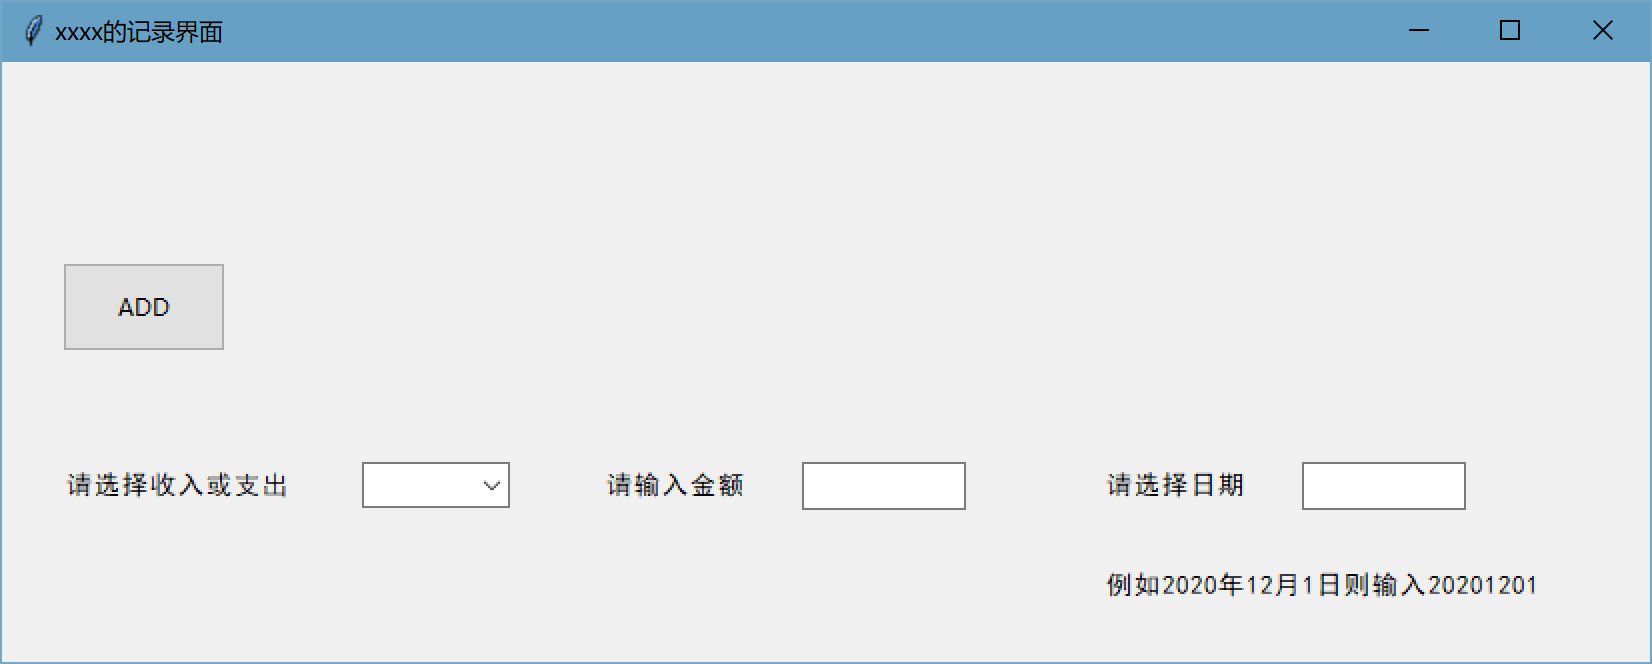 xxxx的记录界面
ADD
请选择收入或支出 请输入金额 请选择日期
例如2020年12月1日则输入20201201